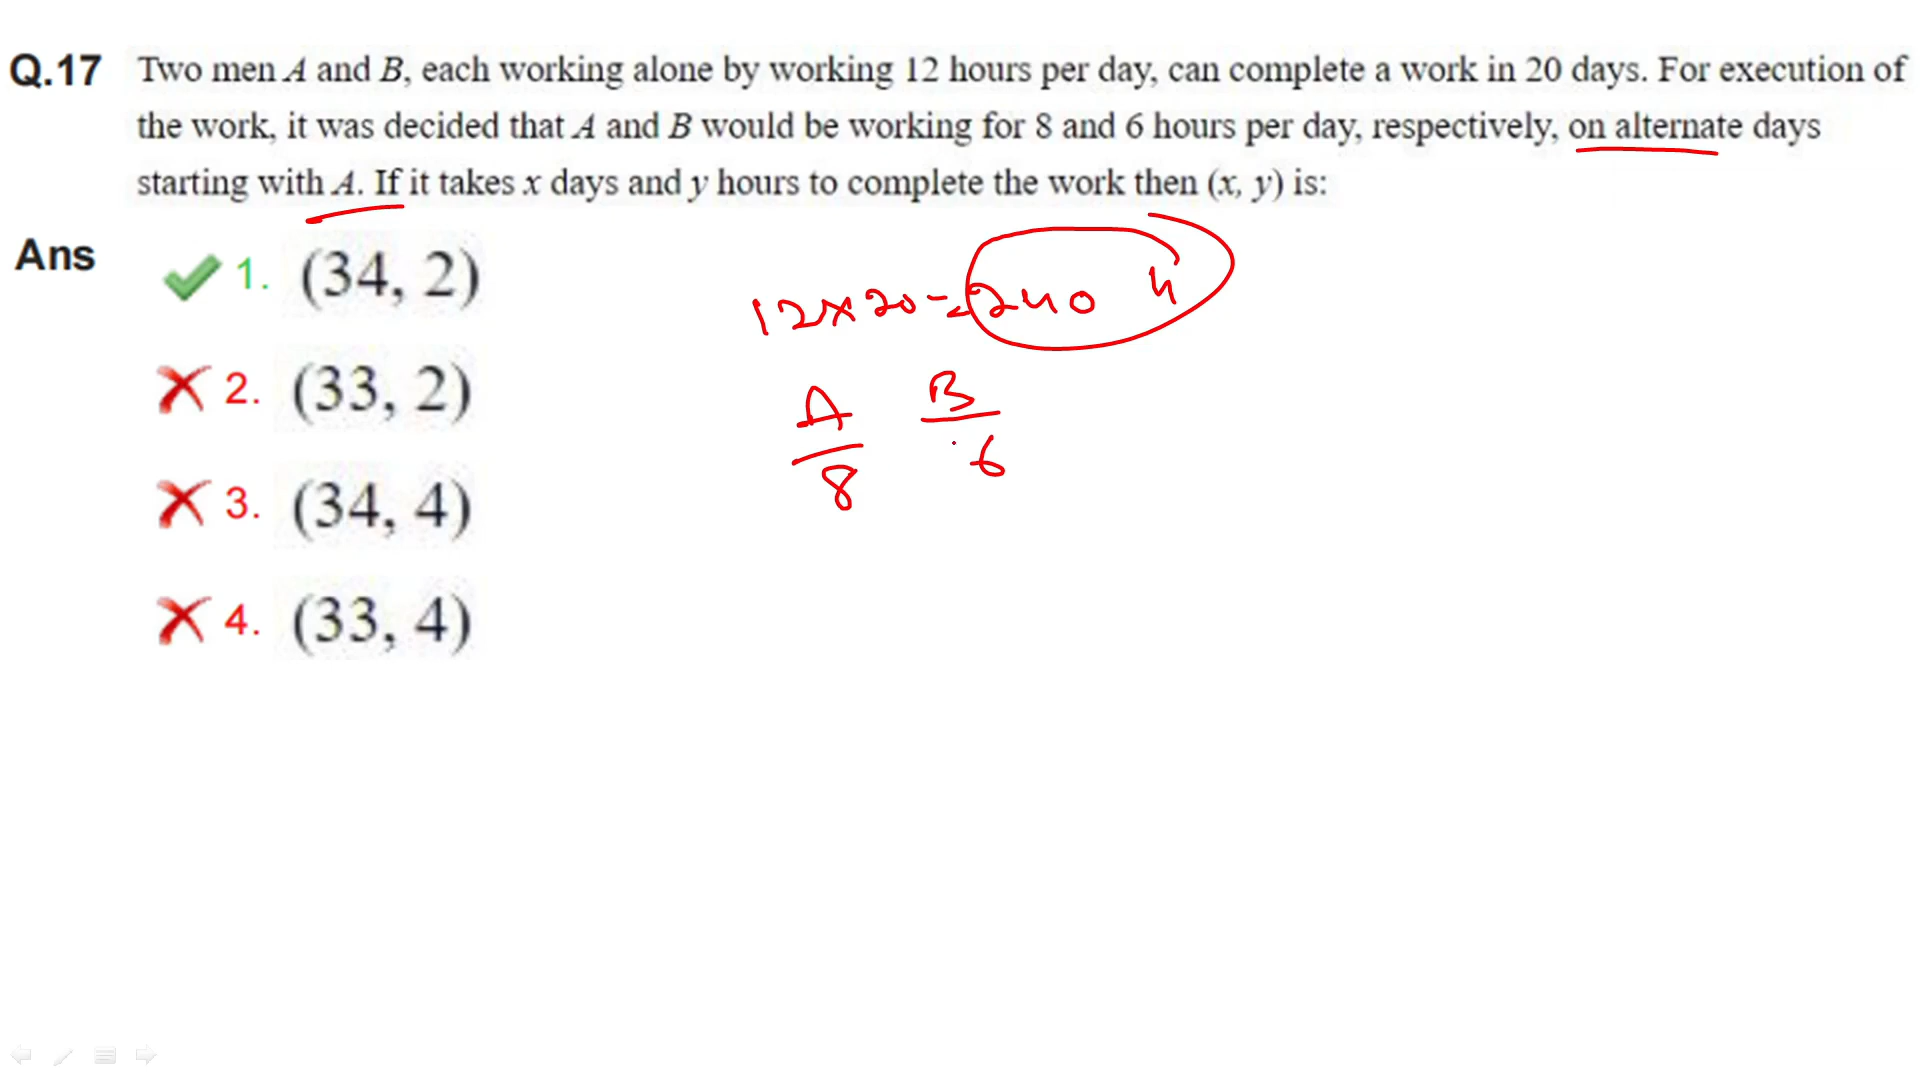 Q.17 Two men A and B, each working alone by working 12 hours per day, can complete a work in 20 days. For execution of
the work, it was decided that A and B would be working for 8 and 6 hours per day, respectively, on alternate days
starting with A. If it takes x days and y hours to complete the work then (x, y) is:
Ans
1. (34, 2)
2. (33, 2)
3. (34, 4)
4. (33, 4)
12×20=240 h
A B
8 6